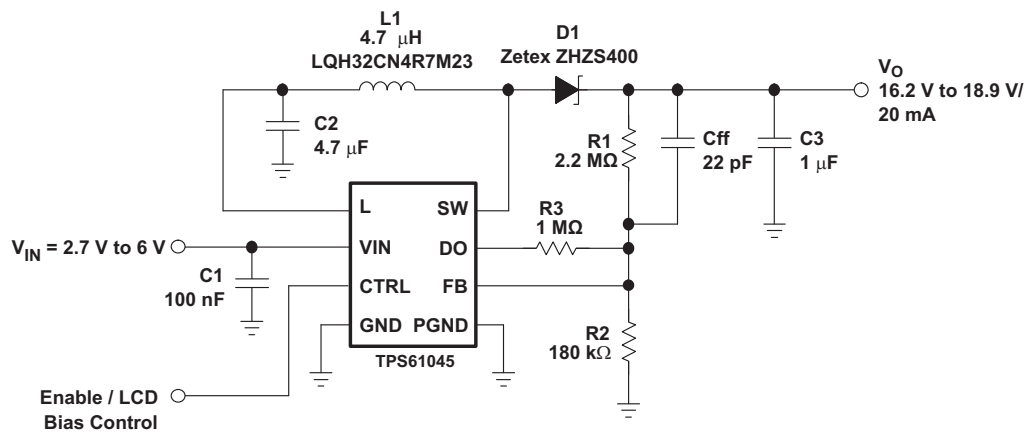 L1
4.7 μH
LQH32CN4R7M23
D1
Zetex ZHZS400
V_O
16.2 V to 18.9 V/
20 mA
C2
4.7 μF
R1
2.2 MΩ
Cff
22 pF
C3
1 μF
L
SW
R3
1 MΩ
V_IN = 2.7 V to 6 V
VIN
DO
C1
100 nF
CTRL
FB
GND
PGND
R2
180 kΩ
TPS61045
Enable / LCD
Bias Control